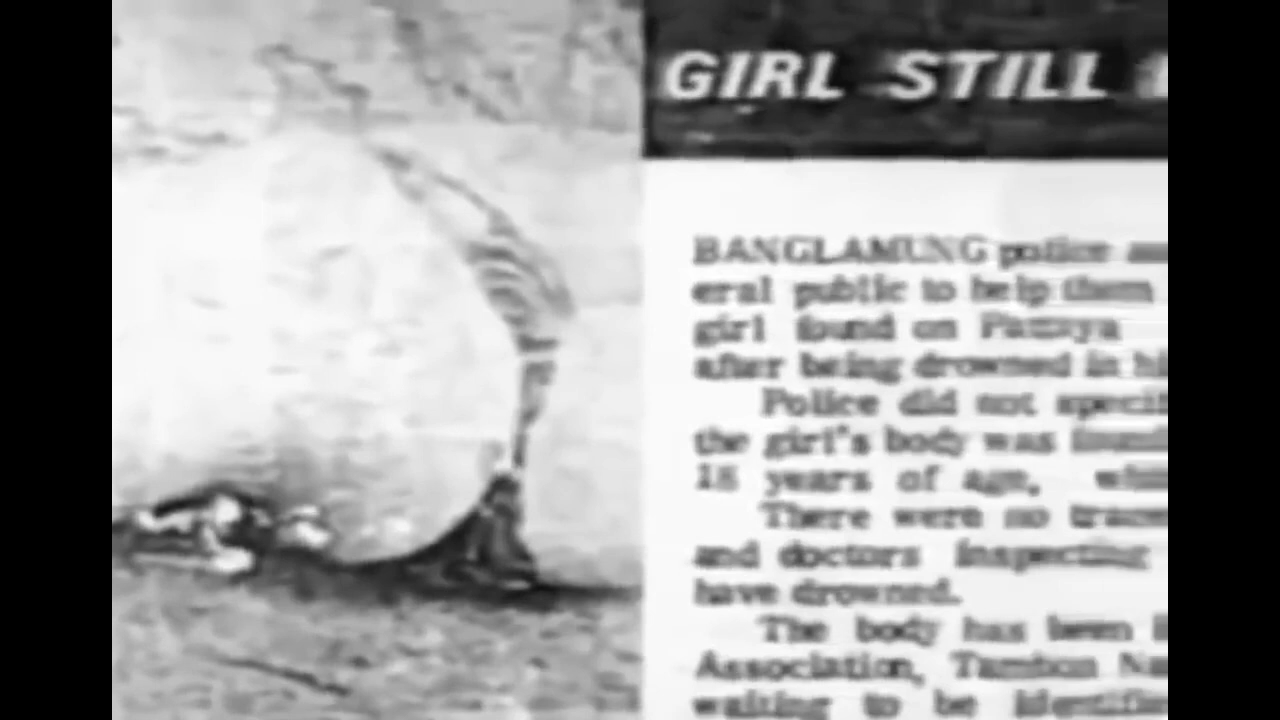 GIRL STILL
BANGLAMUNG police
eral public to help them
girl found on Pattaya
after being drowned in
Police did not
the girl's body was found
18 years of age,
There were no
and doctors inspecting
have drowned.
The body has been
Association, Tambon
waiting to be